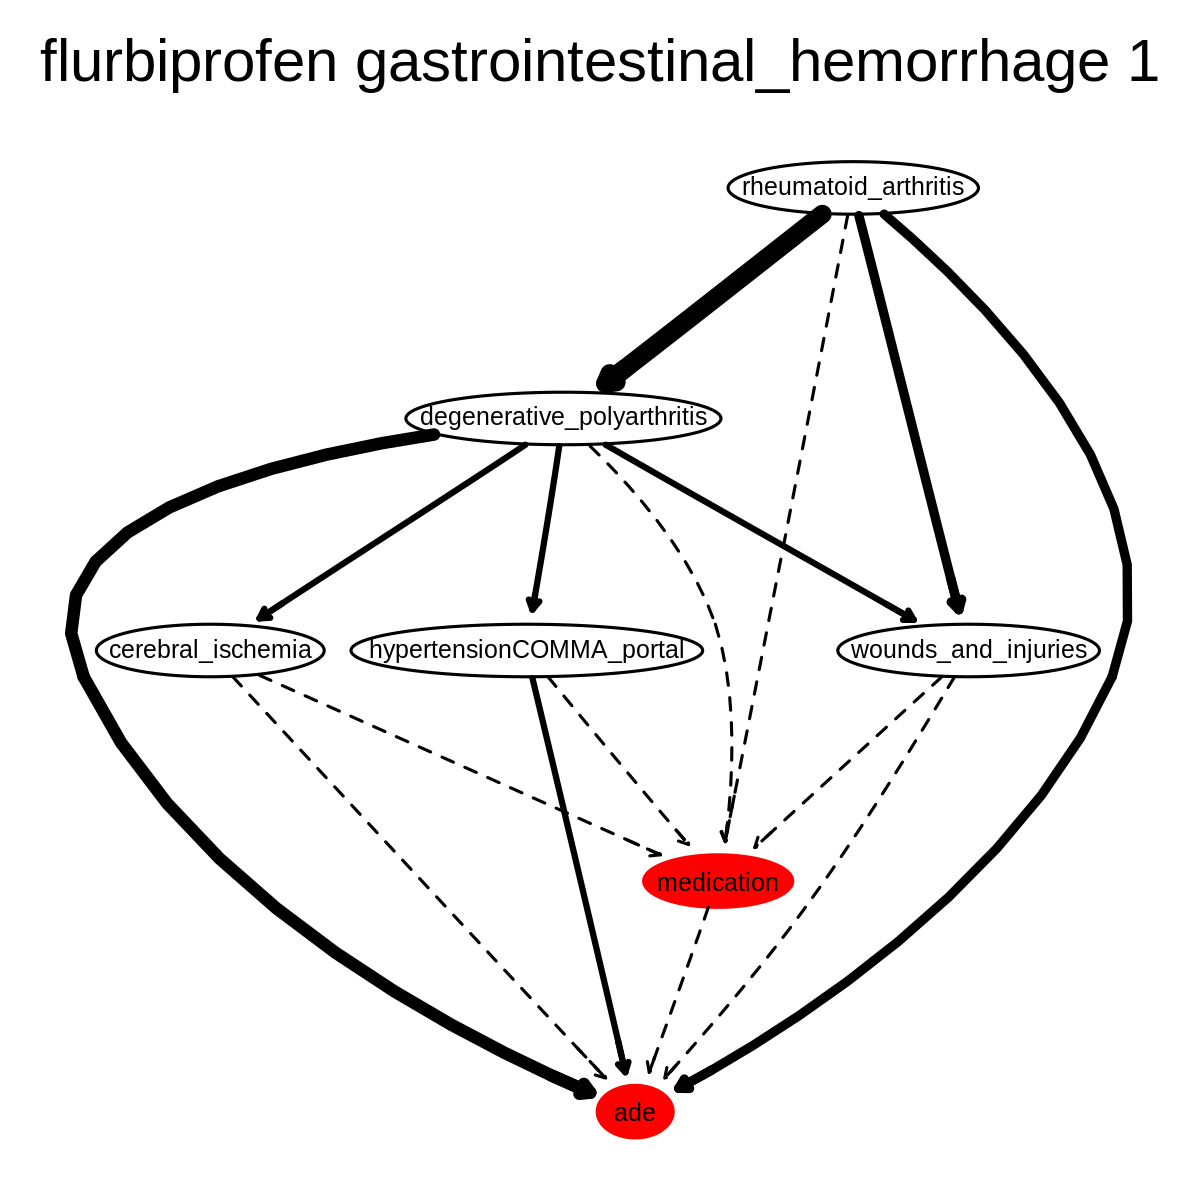 flurbiprofen gastrointestinal_hemorrhage 1
rheumatoid_arthritis
degenerative_polyarthritis
cerebral_ischemia
hypertensionCOMMA_portal
wounds_and_injuries
medication
ade